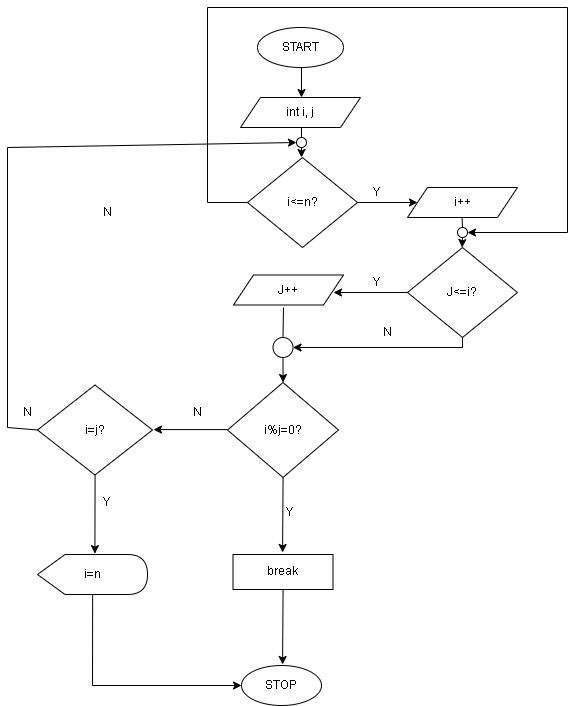 START
int i, j
i<=n?
Y
i++
N
J<=i?
Y
J++
N
i%j=0?
N
i=j?
N
Y
Y
i=n
break
STOP